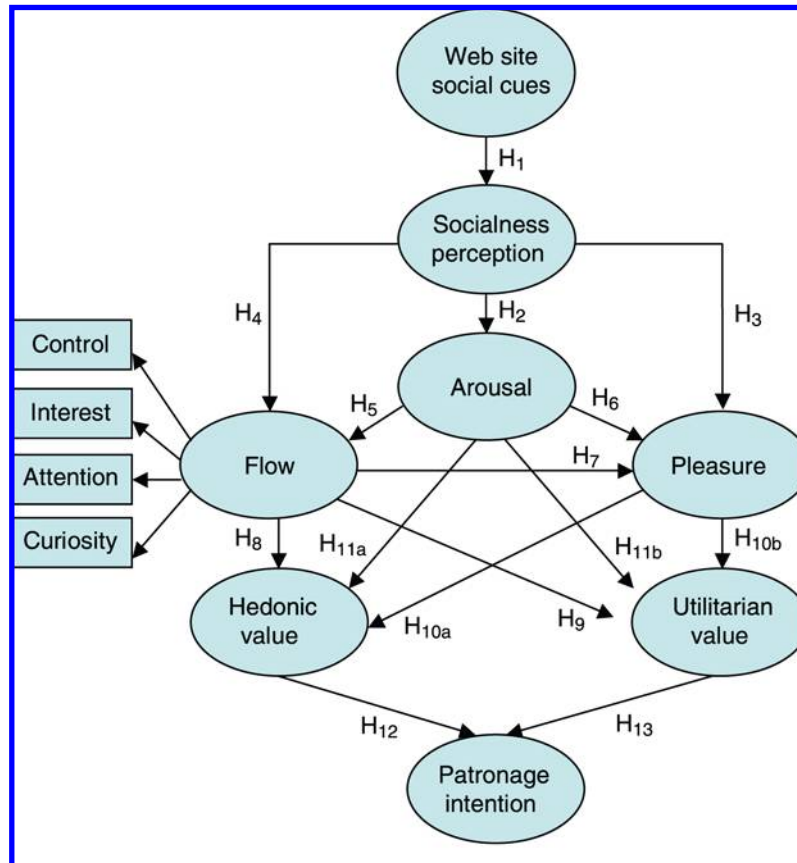 Web site
social cues
H₁
Socialness
perception
H₄
H₂
H₃
Control
Arousal
Interest
H₅
H₆
Flow
H₇
Pleasure
Attention
Curiosity
H₈
H₁₁ₐ
H₁₁b
H₁₀b
Hedonic
value
H₁₀ₐ
H₉
Utilitarian
value
H₁₂
H₁₃
Patronage
intention